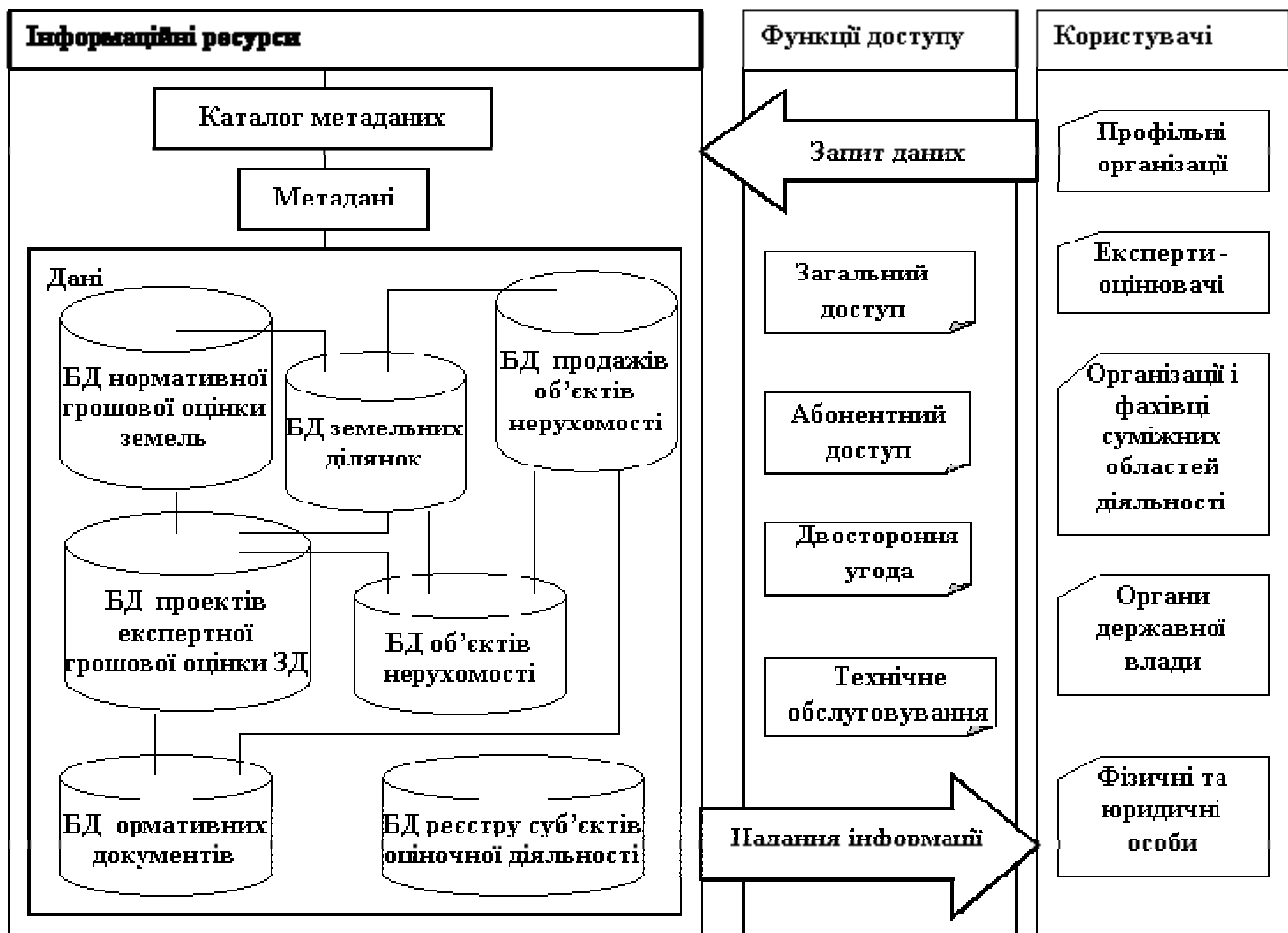 Інформаційні ресурси
Каталог метаданих
Метадані
Дані
БД нормативної
грошової оцінки
земель
БД земельних
ділянок
БД продажів
об’єктів
нерухомості
БД проектів
експертної
грошової оцінки ЗД
БД об’єктів
нерухомості
БД ормативних
документів
БД реєстру суб’єктів
оціночної діяльності
Функції доступу
Запит даних
Загальний
доступ
Абонентний
доступ
Двостороння
угода
Технічне
обслуговування
Надання інформації
Користувачі
Профільні
організації
Експерти-
оцінювачі
Організації і
фахівці
суміжних
областей
діяльності
Органи
державної
влади
Фізичні та
юридичні
особи